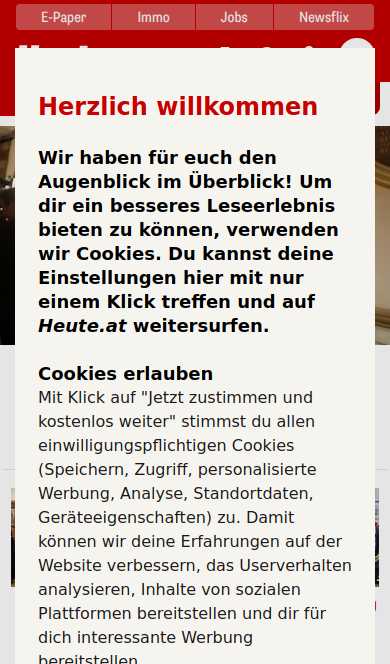 E-Paper
Immo
Jobs
Newsflix
Herzlich willkommen
Wir haben für euch den
Augenblick im Überblick! Um
dir ein besseres Leseerlebnis
bieten zu können, verwenden
wir Cookies. Du kannst deine
Einstellungen hier mit nur
einem Klick treffen und auf
Heute.at weitersurfen.
Cookies erlauben
Mit Klick auf "Jetzt zustimmen und
kostenlos weiter" stimmst du allen
einwilligungspflichtigen Cookies
(Speichern, Zugriff, personalisierte
Werbung, Analyse, Standortdaten,
Geräteeigenschaften) zu. Damit
können wir deine Erfahrungen auf der
Website verbessern, das Userverhalten
analysieren, Inhalte von sozialen
Plattformen bereitstellen und dir für
dich interessante Werbung
bereitstellen